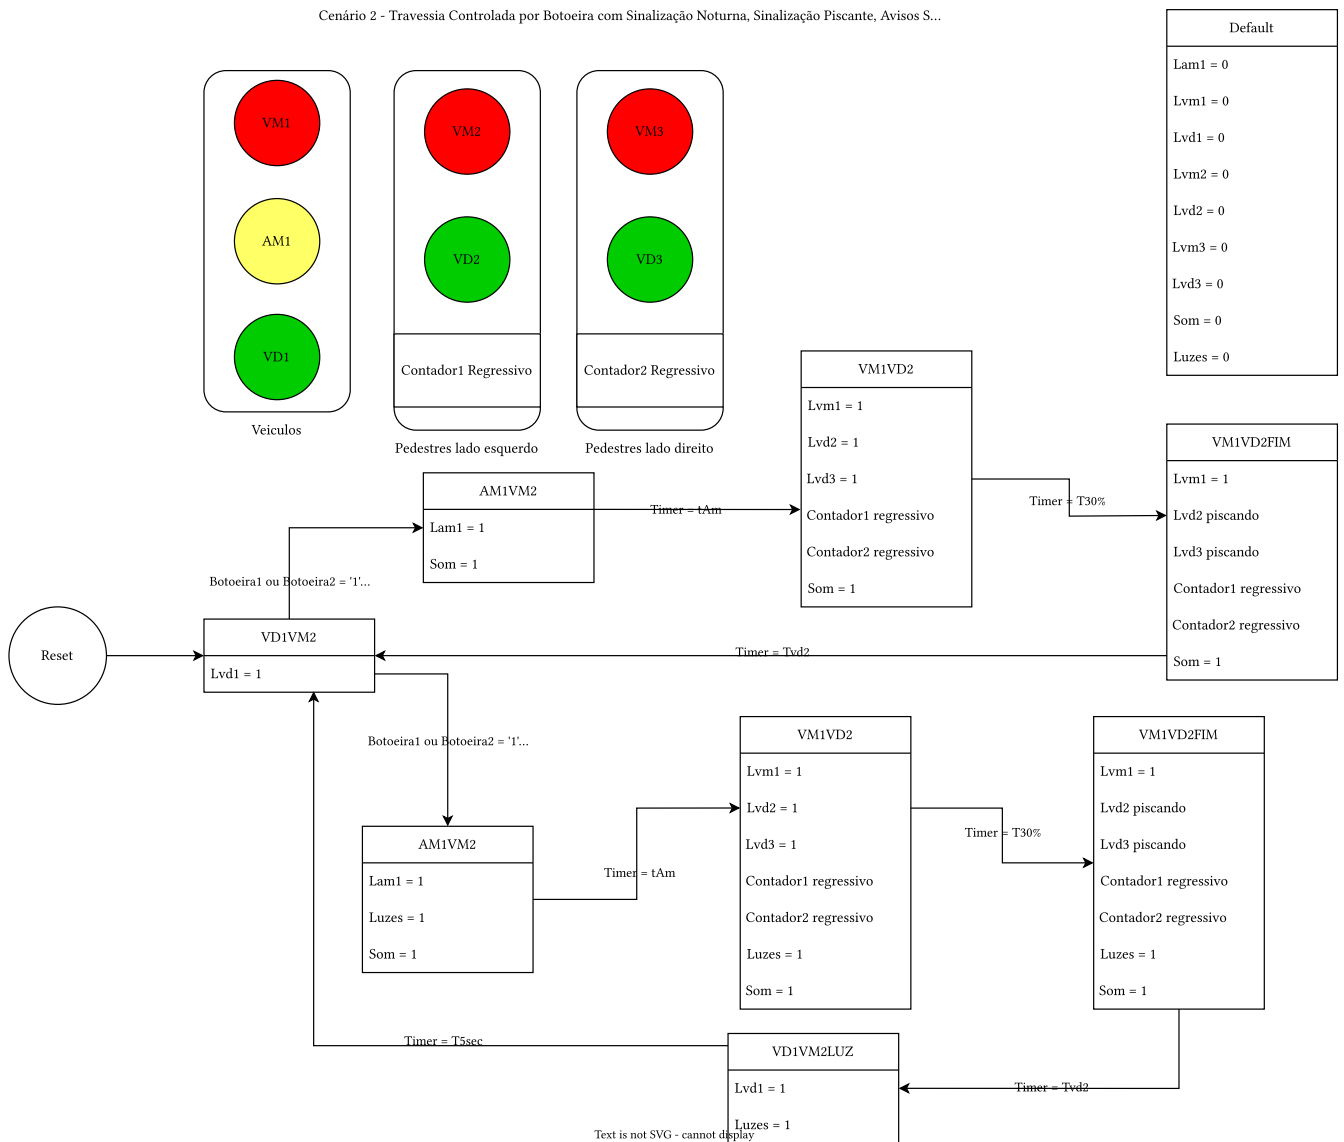 Cenário 2 - Travessia Controlada por Botoeira com Sinalização Noturna, Sinalização Piscante, Avisos S...
Default
Lam1 = 0
Lvm1 = 0
Lvd1 = 0
Lvm2 = 0
Lvd2 = 0
Lvm3 = 0
Lvd3 = 0
Som = 0
Luzes = 0
VM1
AM1
VD1
Veiculos
VM2
VD2
Contador1 Regressivo
Pedestres lado esquerdo
VM3
VD3
Contador2 Regressivo
Pedestres lado direito
Reset
VD1VM2
Lvd1 = 1
Botoeira1 ou Botoeira2 = '1'...
AM1VM2
Lam1 = 1
Som = 1
Timer = tAm
VM1VD2
Lvm1 = 1
Lvd2 = 1
Lvd3 = 1
Contador1 regressivo
Contador2 regressivo
Som = 1
Timer = T30%
VM1VD2FIM
Lvm1 = 1
Lvd2 piscando
Lvd3 piscando
Contador1 regressivo
Contador2 regressivo
Som = 1
Timer = Tvd2
Botoeira1 ou Botoeira2 = '1'...
AM1VM2
Lam1 = 1
Luzes = 1
Som = 1
Timer = tAm
VM1VD2
Lvm1 = 1
Lvd2 = 1
Lvd3 = 1
Contador1 regressivo
Contador2 regressivo
Luzes = 1
Som = 1
Timer = T30%
VM1VD2FIM
Lvm1 = 1
Lvd2 piscando
Lvd3 piscando
Contador1 regressivo
Contador2 regressivo
Luzes = 1
Som = 1
Timer = Tvd2
VD1VM2LUZ
Lvd1 = 1
Luzes = 1
Timer = T5sec
Text is not SVG - cannot display